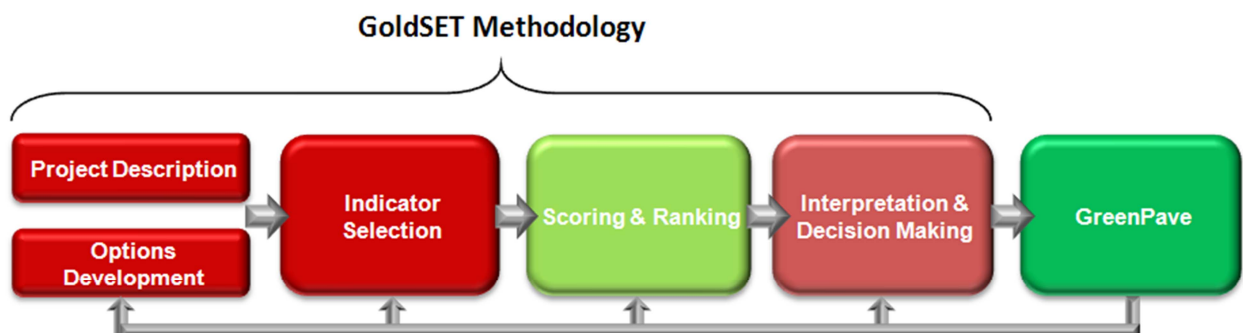 GoldSET Methodology
Project Description
Options
Development
Indicator
Selection
Scoring & Ranking
Interpretation &
Decision Making
GreenPave